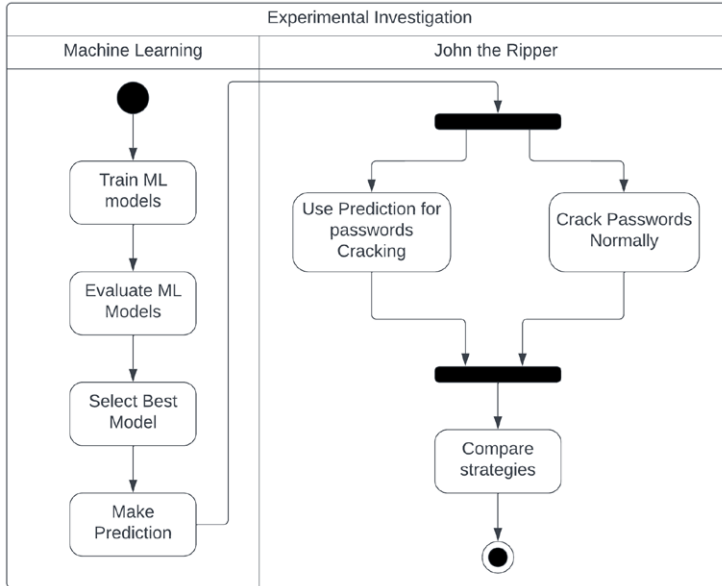 Experimental Investigation
Machine Learning
John the Ripper
Train ML
models
Evaluate ML
Models
Select Best
Model
Make
Prediction
Use Prediction for
passwords
Cracking
Crack Passwords
Normally
Compare
strategies